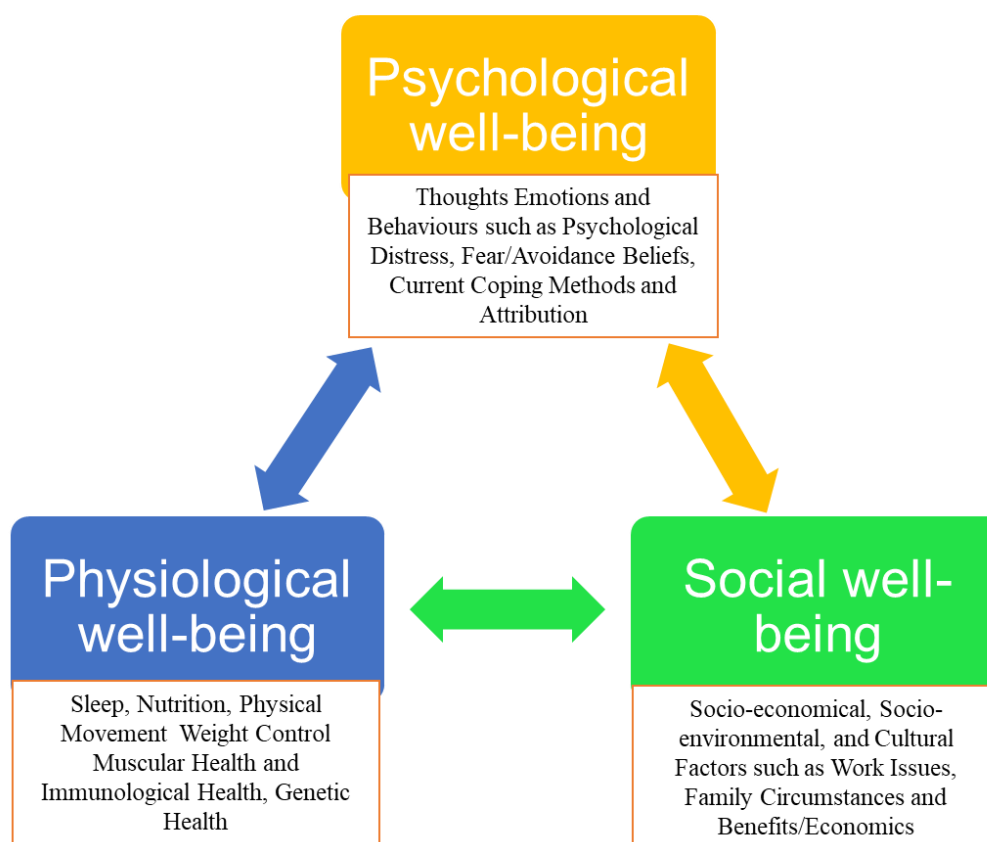 Psychological
well-being
Thoughts Emotions and
Behaviours such as Psychological
Distress, Fear/Avoidance Beliefs,
Current Coping Methods and
Attribution
Physiological
well-being
Sleep, Nutrition, Physical
Movement  Weight Control
Muscular Health and
Immunological Health, Genetic
Health
Social well-
being
Socio-economical, Socio-
environmental, and Cultural
Factors such as Work Issues,
Family Circumstances and
Benefits/Economics